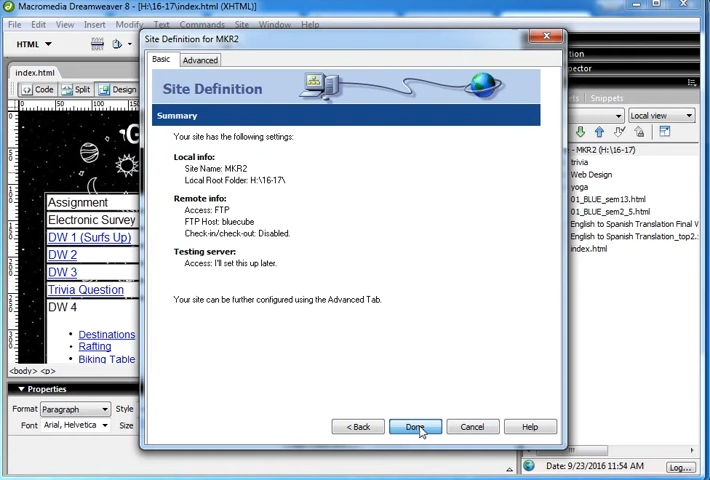 Macromedia Dreamweaver 8 - [H:\16-17\index.html (XHTML)]
File Edit View Insert Modify Text Commands Site Window Help
HTML
Site Definition for MKR2
Basic Advanced
Site Definition
Summary
Your site has the following settings:
Local info:
Site Name: MKR2
Local Root Folder: H:\16-17\
Remote info:
Access: FTP
FTP Host: bluecube
Check-in/check-out: Disabled.
Testing server:
Access: I'll set this up later.
Your site can be further configured using the Advanced Tab.
< Back Done Cancel Help
index.html
Code Split Design
0 50 100
Assignment
Electronic Survey
DW 1 (Surfs Up)
DW 2
DW 3
Trivia Question
DW 4
• Destinations
• Rafting
• Biking Table
<body> <p>
Properties
Format Paragraph Style
Font Arial, Helvetica Size
Snippets
Local view
- MKR2 (H:\16-17)
trivia
Web Design
yoga
01_BLUE_sem13.html
01_BLUE_sem2_5.html
English to Spanish Translation Final V
English to Spanish Translation_top2.
index.html
Date: 9/23/2016 11:54 AM Log...